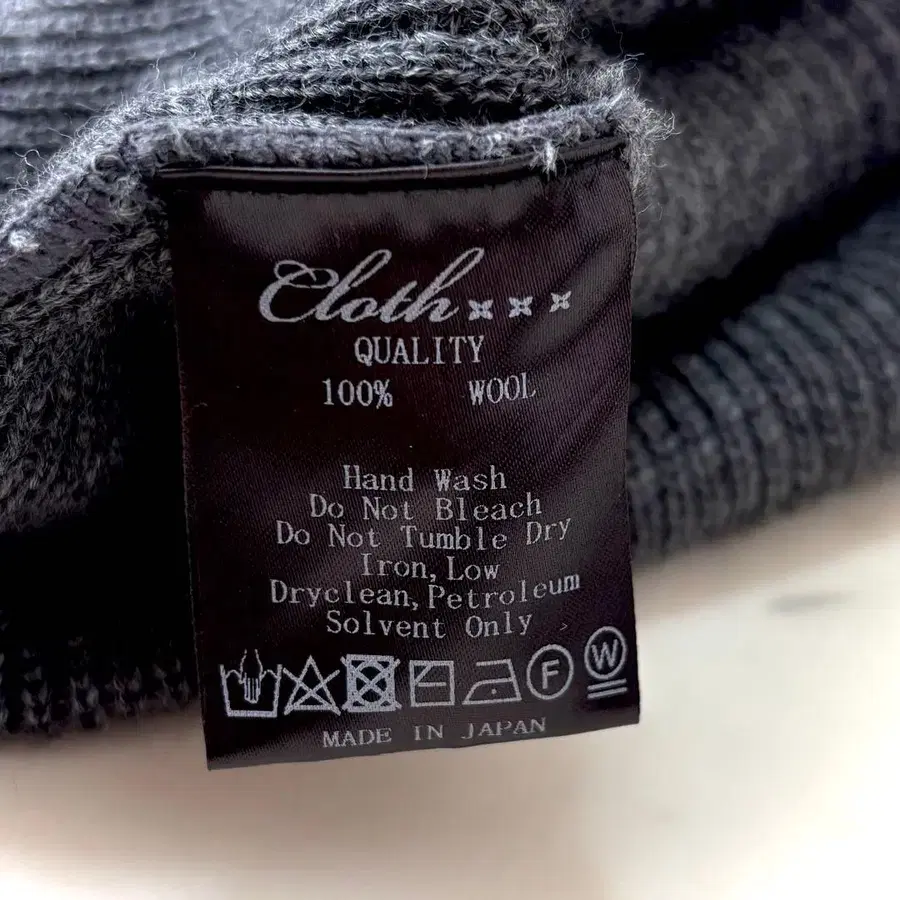 Cloth
QUALITY
100% WOOL
Hand Wash
Do Not Bleach
Do Not Tumble Dry
Iron, Low
Dryclean, Petroleum
Solvent Only
F W
MADE IN JAPAN